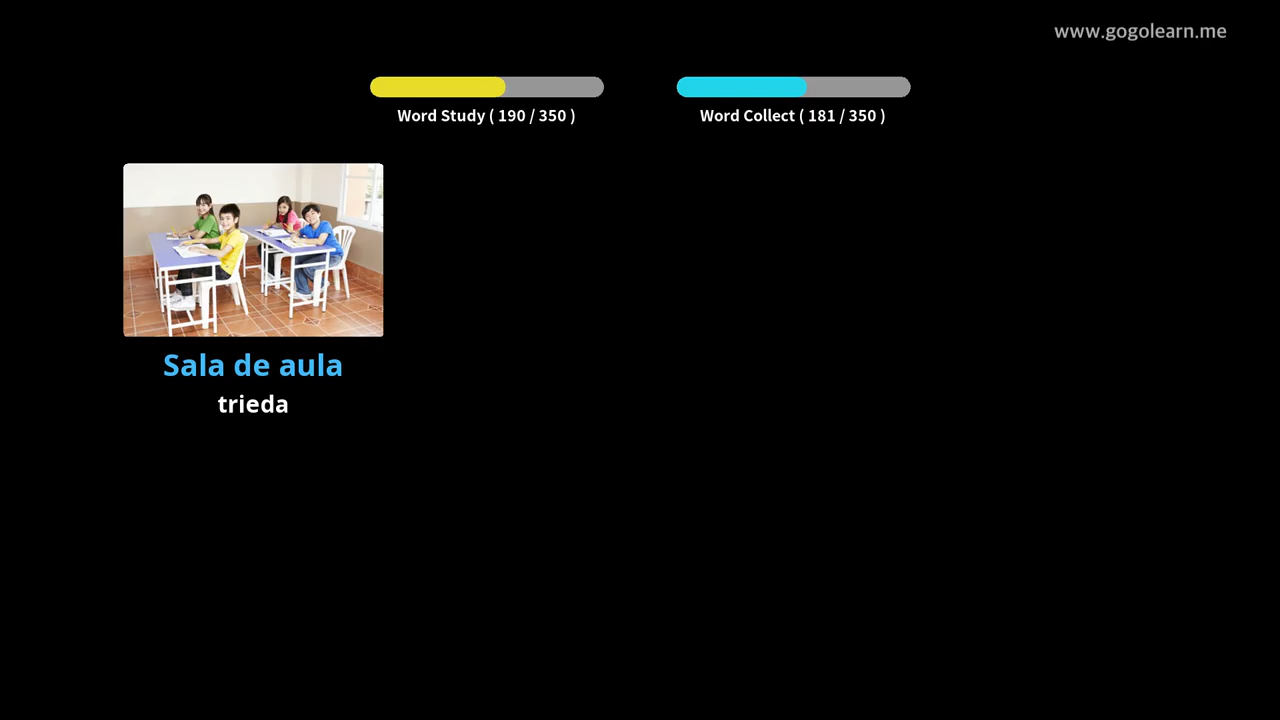 www.gogolearn.me
Word Study ( 190 / 350 )
Word Collect ( 181 / 350 )
Sala de aula
trieda